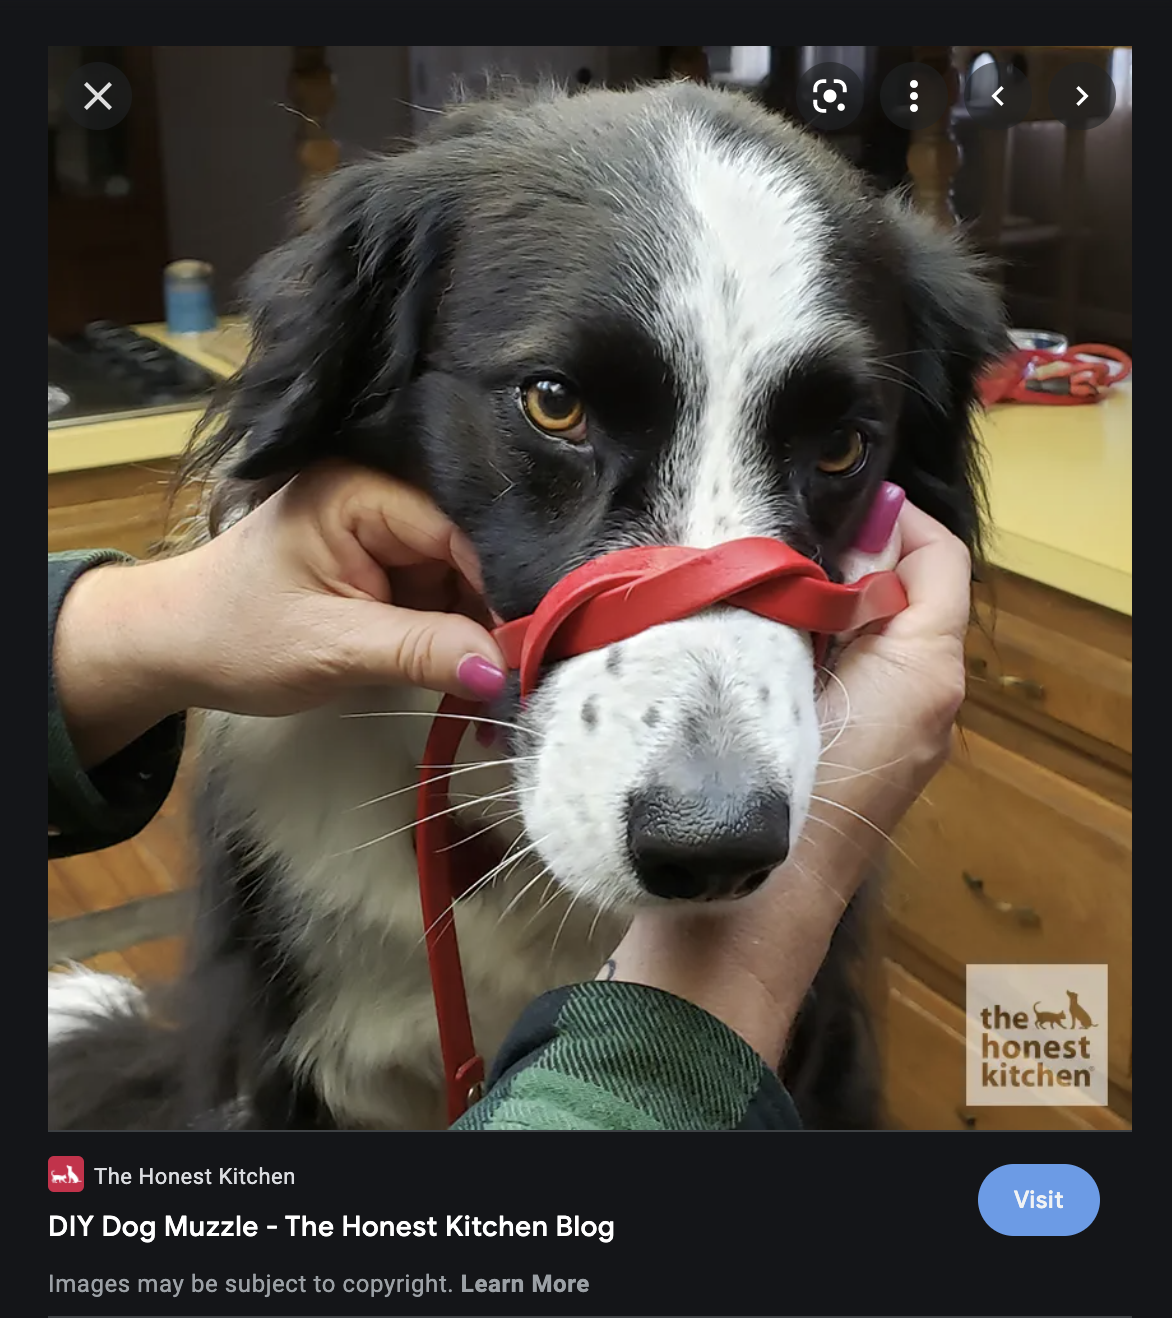 the
honest
kitchen
The Honest Kitchen
DIY Dog Muzzle - The Honest Kitchen Blog
Visit
Images may be subject to copyright. Learn More